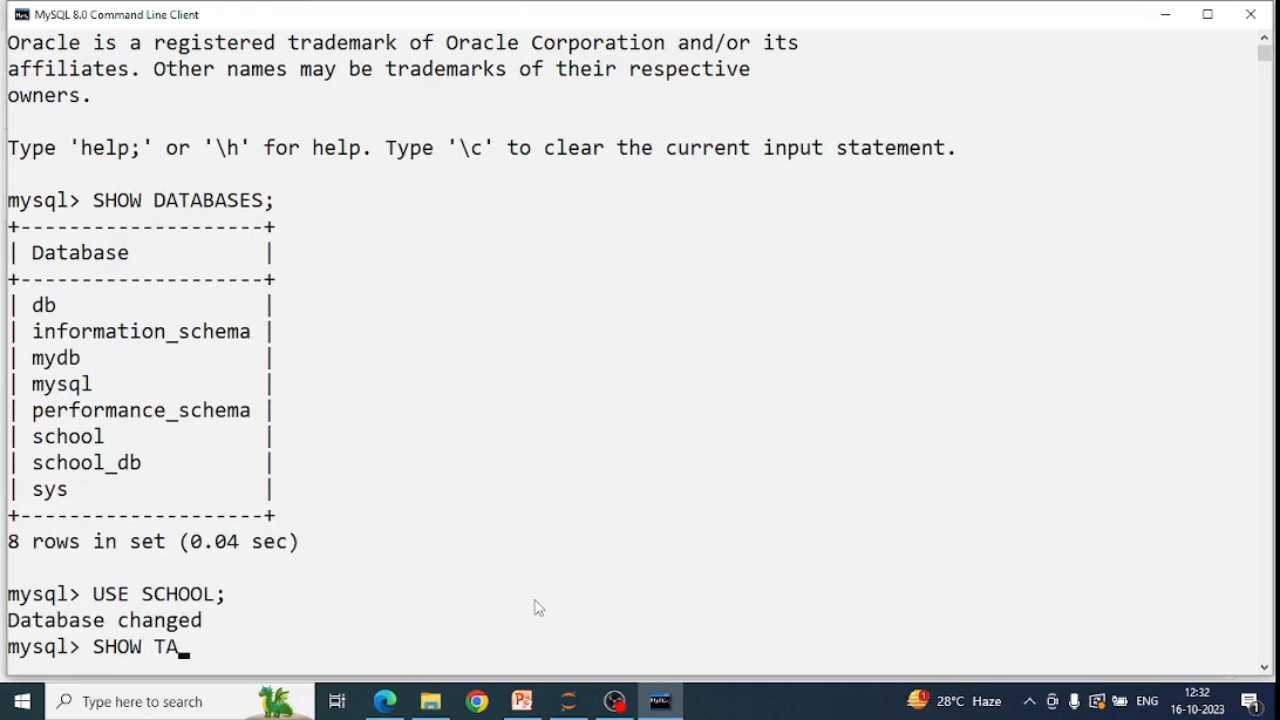 MySQL 8.0 Command Line Client
Oracle is a registered trademark of Oracle Corporation and/or its
affiliates. Other names may be trademarks of their respective
owners.
Type 'help;' or '\h' for help. Type '\c' to clear the current input statement.
mysql> SHOW DATABASES;
+--------------------+
| Database           |
+--------------------+
| db                 |
| information_schema |
| mydb               |
| mysql              |
| performance_schema |
| school             |
| school_db          |
| sys                |
+--------------------+
8 rows in set (0.04 sec)
mysql> USE SCHOOL;
Database changed
mysql> SHOW TA_
Type here to search
28°C Haze
ENG
12:32
16-10-2023